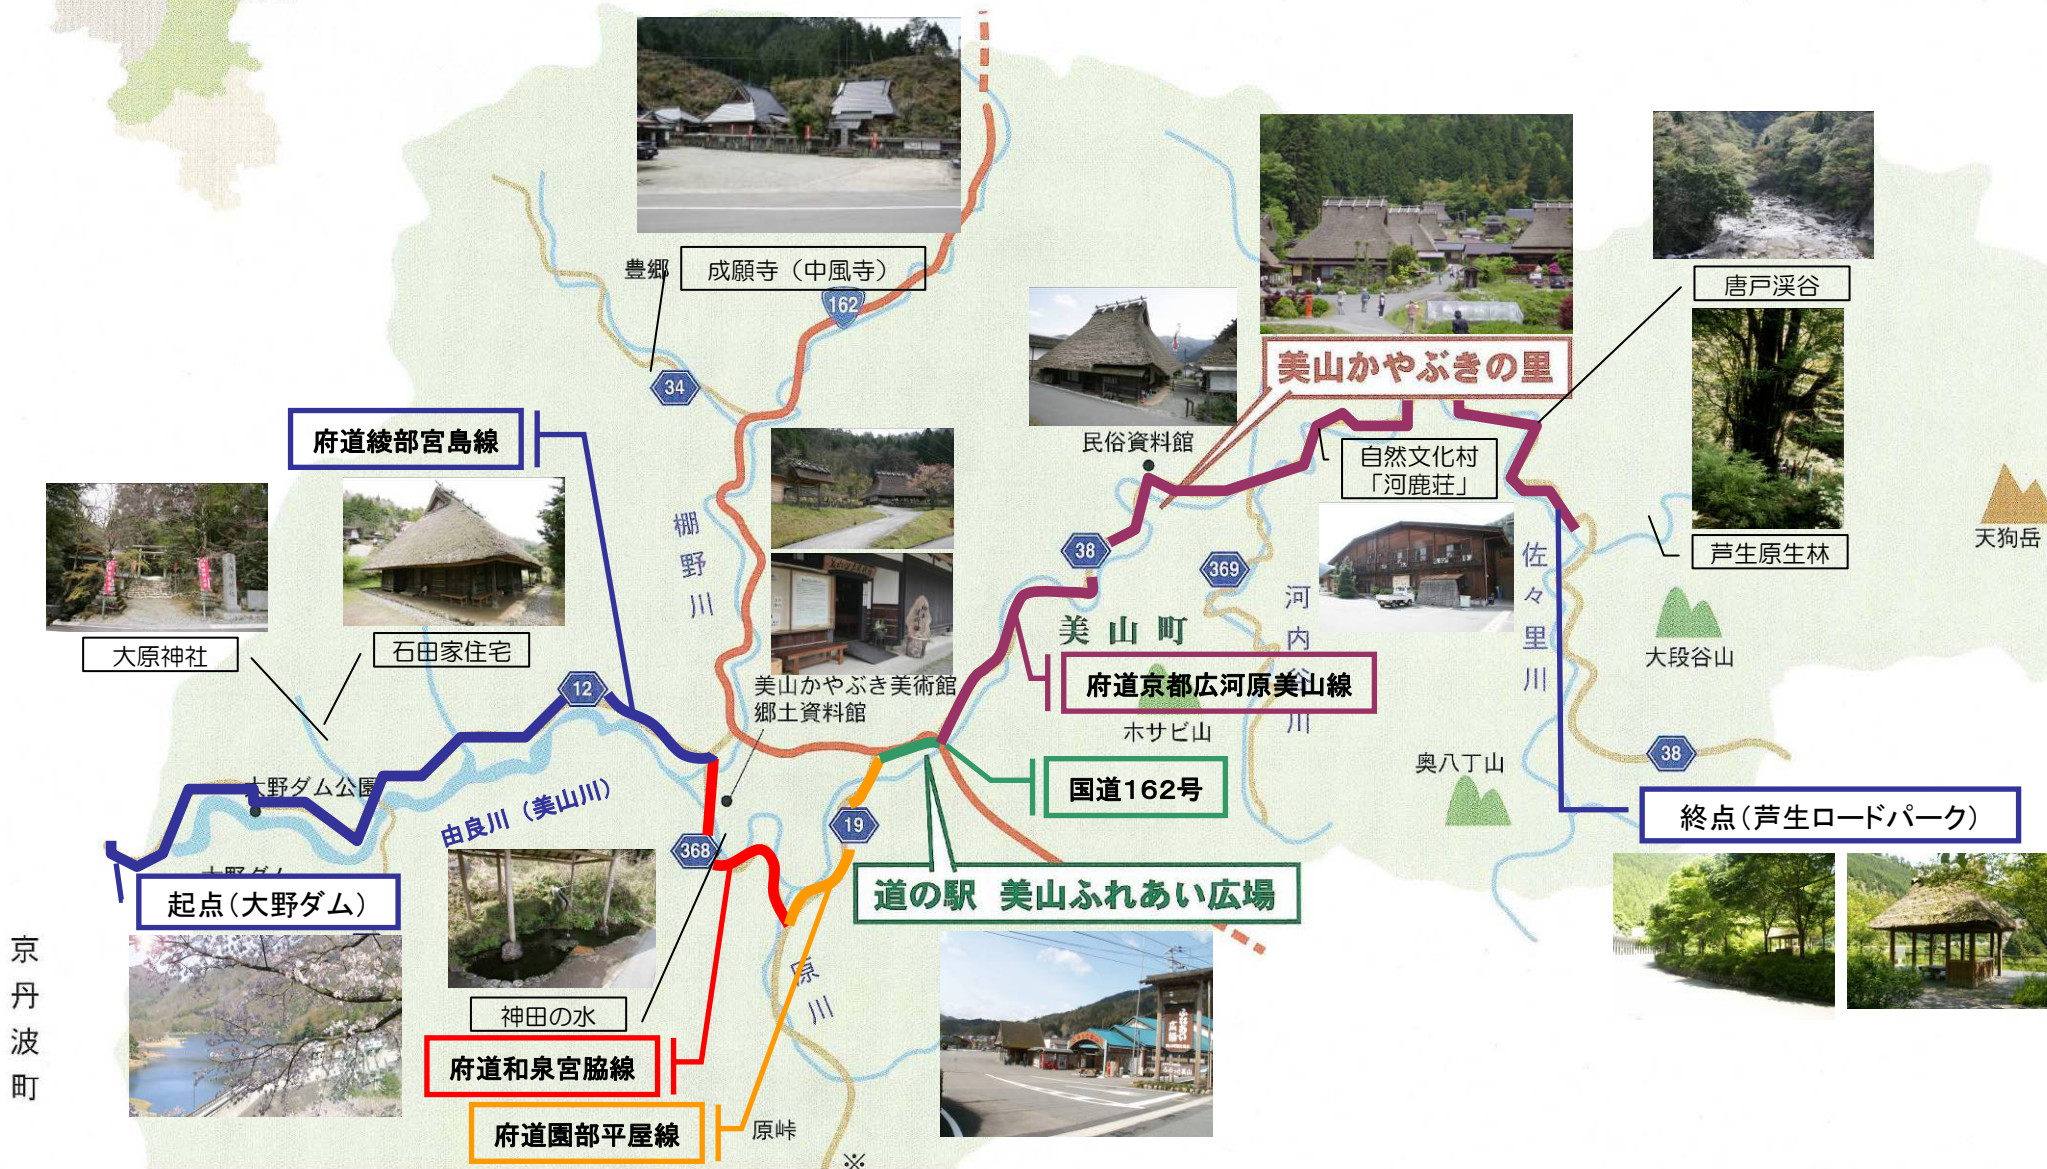 成願寺（中風寺）
豊郷
162
34
唐戸渓谷
美山かやぶきの里
民俗資料館
自然文化村
「河鹿荘」
府道綾部宮島線
棚野川
38
369
河内谷川
佐々里川
芦生原生林
天狗岳
大段谷山
美山町
大原神社
石田家住宅
12
美山かやぶき美術館
郷土資料館
府道京都広河原美山線
ホサビ山
奥八丁山
38
大野ダム公園
由良川（美山川）
国道162号
終点(芦生ロードパーク)
368
19
大野ダム
起点(大野ダム)
道の駅 美山ふれあい広場
京丹波町
原川
神田の水
府道和泉宮脇線
府道園部平屋線
原峠
※